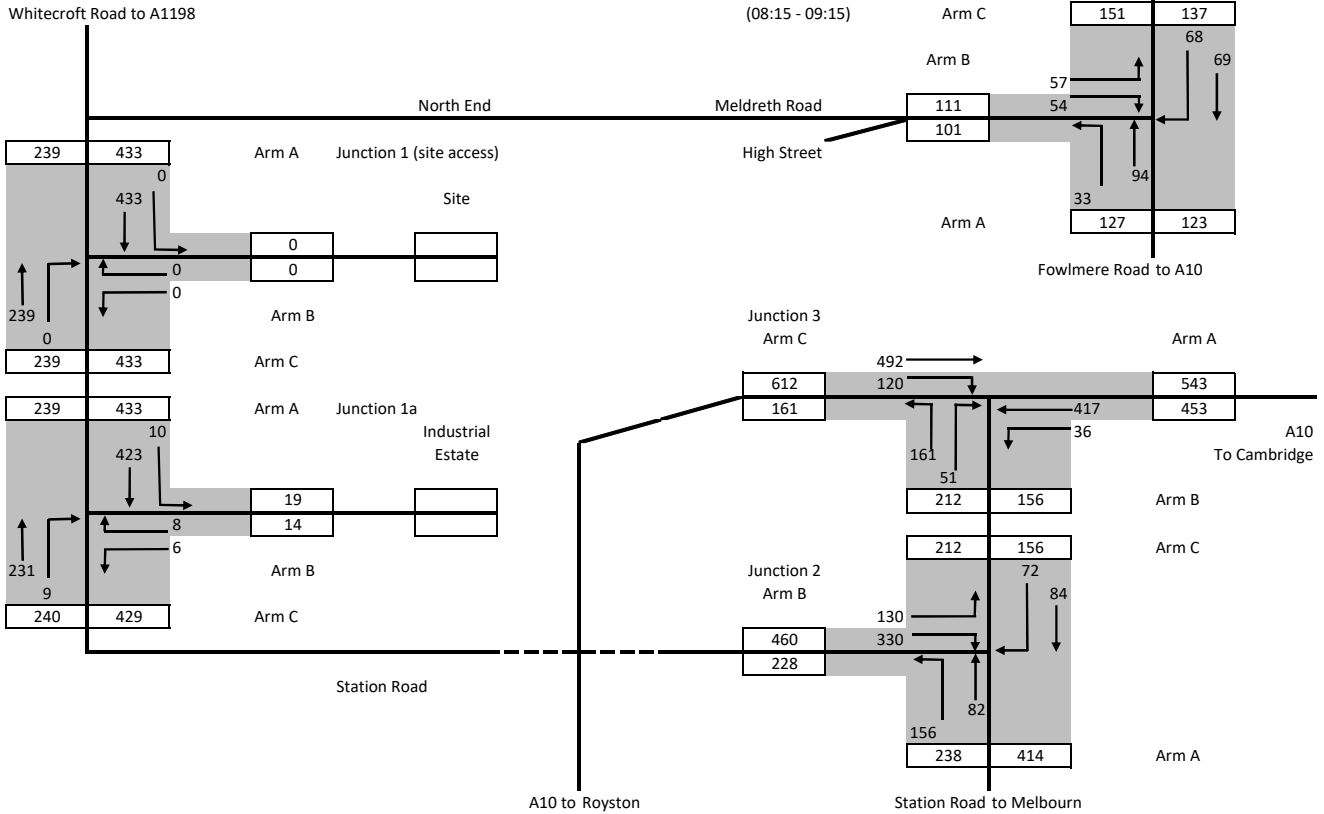 Whitecroft Road to A1198
(08:15 - 09:15)
Arm C
151 137
68
Arm B
69
57
North End
Meldreth Road
111
54
101
239 433
Arm A
Junction 1 (site access)
High Street
0
94
433
Site
33
0
Arm A
127 123
0
0
Fowlmere Road to A10
0
239
Arm B
Junction 3
0
Arm C
Arm A
239 433
Arm C
492
612
120
543
239 433
Arm A
Junction 1a
161
417
453
10
Industrial
36
A10
423
Estate
161
To Cambridge
51
19
212 156
Arm B
8
14
6
212 156
Arm C
231
Arm B
Junction 2
72
9
Arm B
84
240 429
Arm C
130
460
330
228
Station Road
82
156
238 414
Arm A
A10 to Royston
Station Road to Melbourn